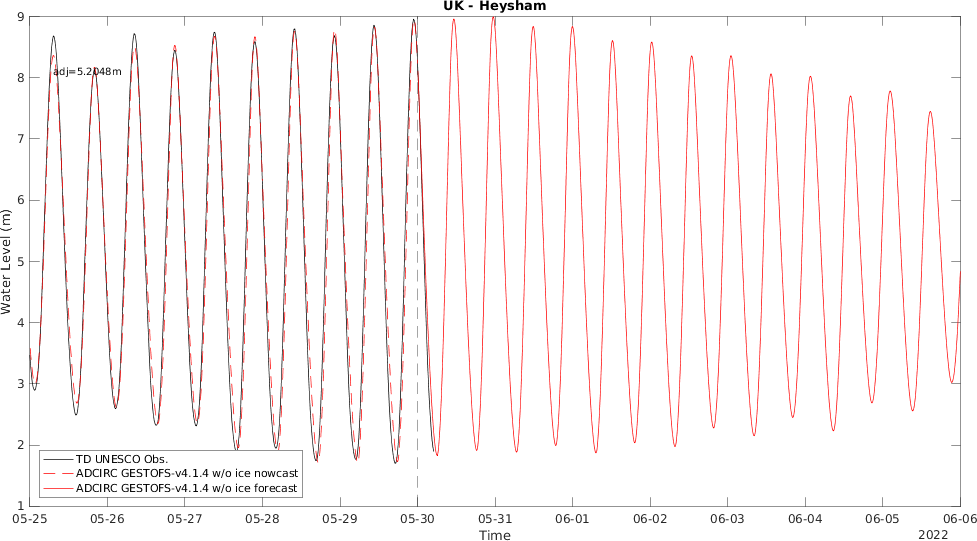 UK - Heysham
9
8
7
6
5
4
3
2
1
Water Level (m)
adj=5.2048m
TD UNESCO Obs.
ADCIRC GESTOFS-v4.1.4 w/o ice nowcast
ADCIRC GESTOFS-v4.1.4 w/o ice forecast
05-25 05-26 05-27 05-28 05-29 05-30 05-31 06-01 06-02 06-03 06-04 06-05 06-06
Time
2022